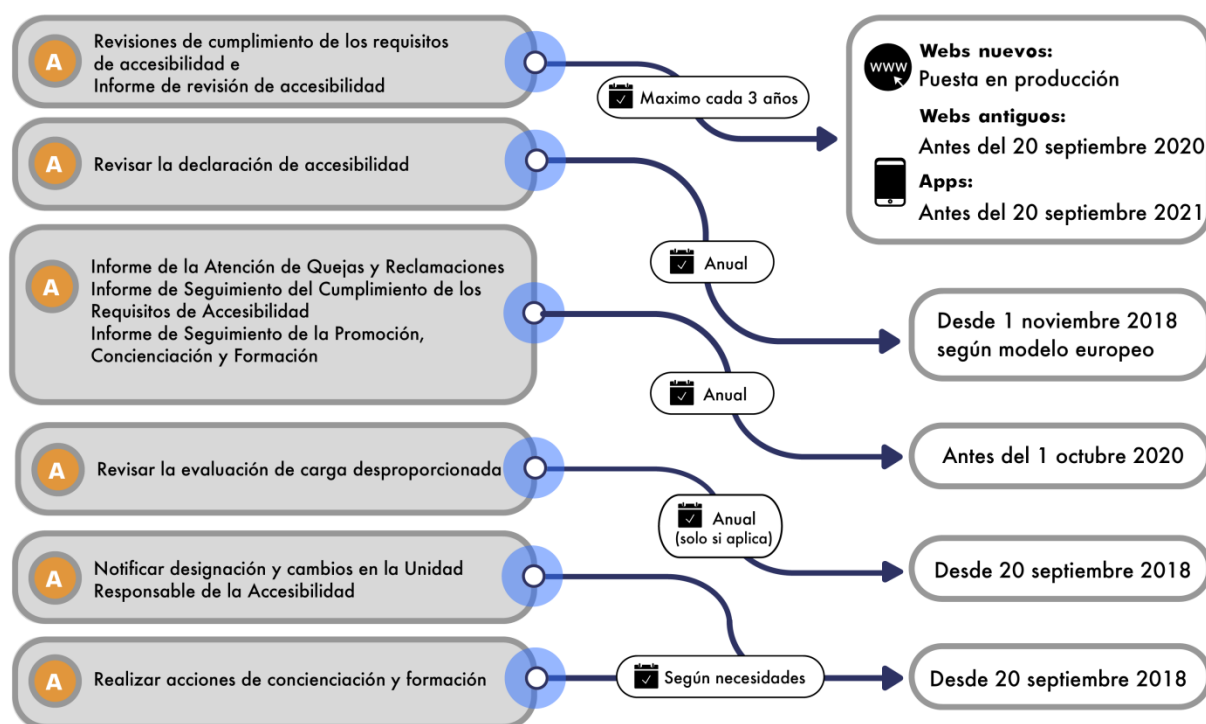 A
Revisiones de cumplimiento de los requisitos
de accesibilidad e
Informe de revisión de accesibilidad
Maximo cada 3 años
www
Webs nuevos:
Puesta en producción
Webs antiguos:
Antes del 20 septiembre 2020
Apps:
Antes del 20 septiembre 2021
A
Revisar la declaración de accesibilidad
Anual
Desde 1 noviembre 2018
según modelo europeo
A
Informe de la Atención de Quejas y Reclamaciones
Informe de Seguimiento del Cumplimiento de los
Requisitos de Accesibilidad
Informe de Seguimiento de la Promoción,
Concienciación y Formación
Anual
Antes del 1 octubre 2020
A
Revisar la evaluación de carga desproporcionada
Anual
(solo si aplica)
Desde 20 septiembre 2018
A
Notificar designación y cambios en la Unidad
Responsable de la Accesibilidad
A
Realizar acciones de concienciación y formación
Según necesidades
Desde 20 septiembre 2018